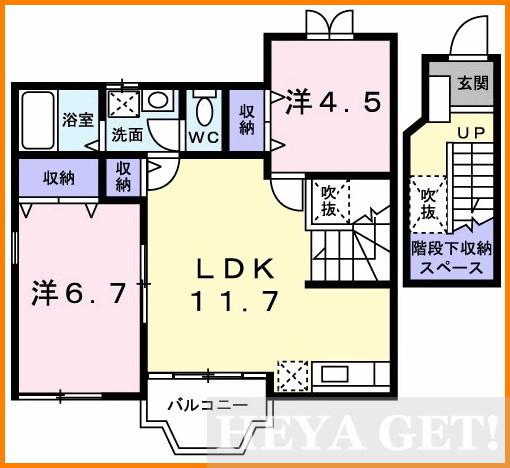 浴室
洗面
WC
収納
洋4.5
玄関
UP
吹抜
階段下収納
スペース
収納
収納
吹抜
洋6.7
LDK
11.7
バルコニー
HEYA GET!